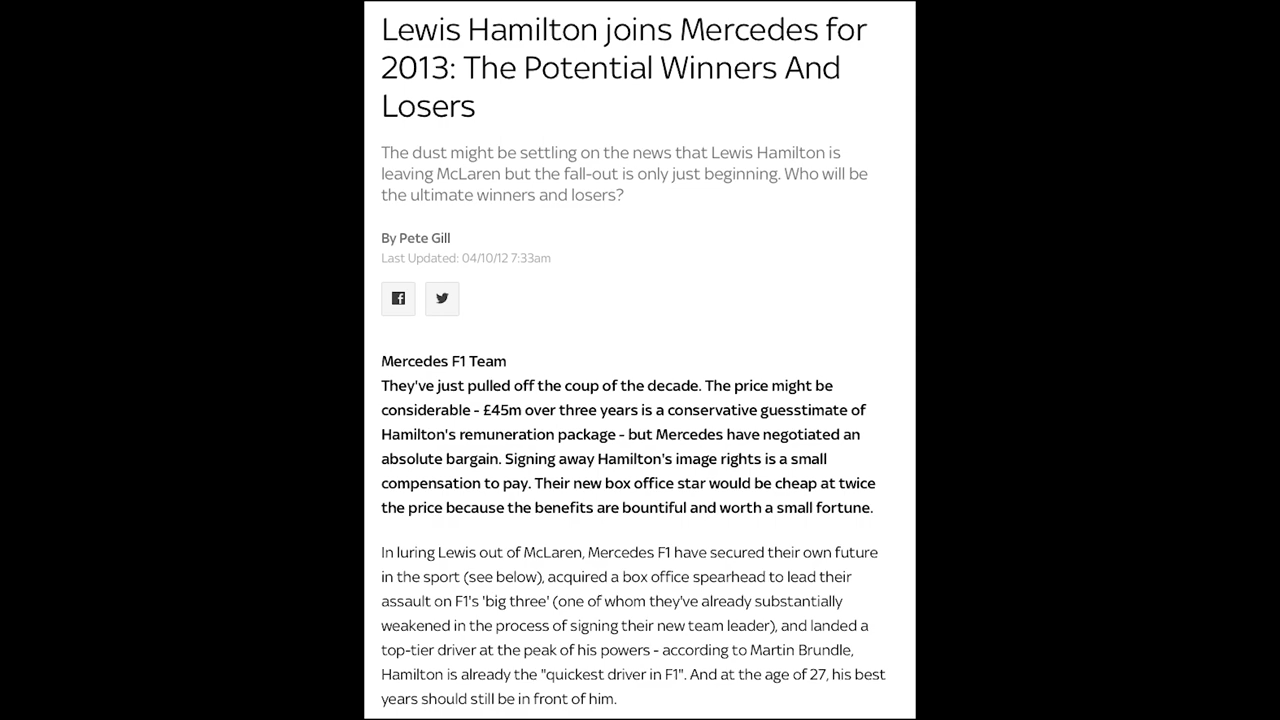 Lewis Hamilton joins Mercedes for
2013: The Potential Winners And
Losers
The dust might be settling on the news that Lewis Hamilton is
leaving McLaren but the fall-out is only just beginning. Who will be
the ultimate winners and losers?
By Pete Gill
Last Updated: 04/10/12 7:33am
Mercedes F1 Team
They've just pulled off the coup of the decade. The price might be
considerable - £45m over three years is a conservative guesstimate of
Hamilton's remuneration package - but Mercedes have negotiated an
absolute bargain. Signing away Hamilton's image rights is a small
compensation to pay. Their new box office star would be cheap at twice
the price because the benefits are bountiful and worth a small fortune.
In luring Lewis out of McLaren, Mercedes F1 have secured their own future
in the sport (see below), acquired a box office spearhead to lead their
assault on F1's 'big three' (one of whom they've already substantially
weakened in the process of signing their new team leader), and landed a
top-tier driver at the peak of his powers - according to Martin Brundle,
Hamilton is already the "quickest driver in F1". And at the age of 27, his best
years should still be in front of him.